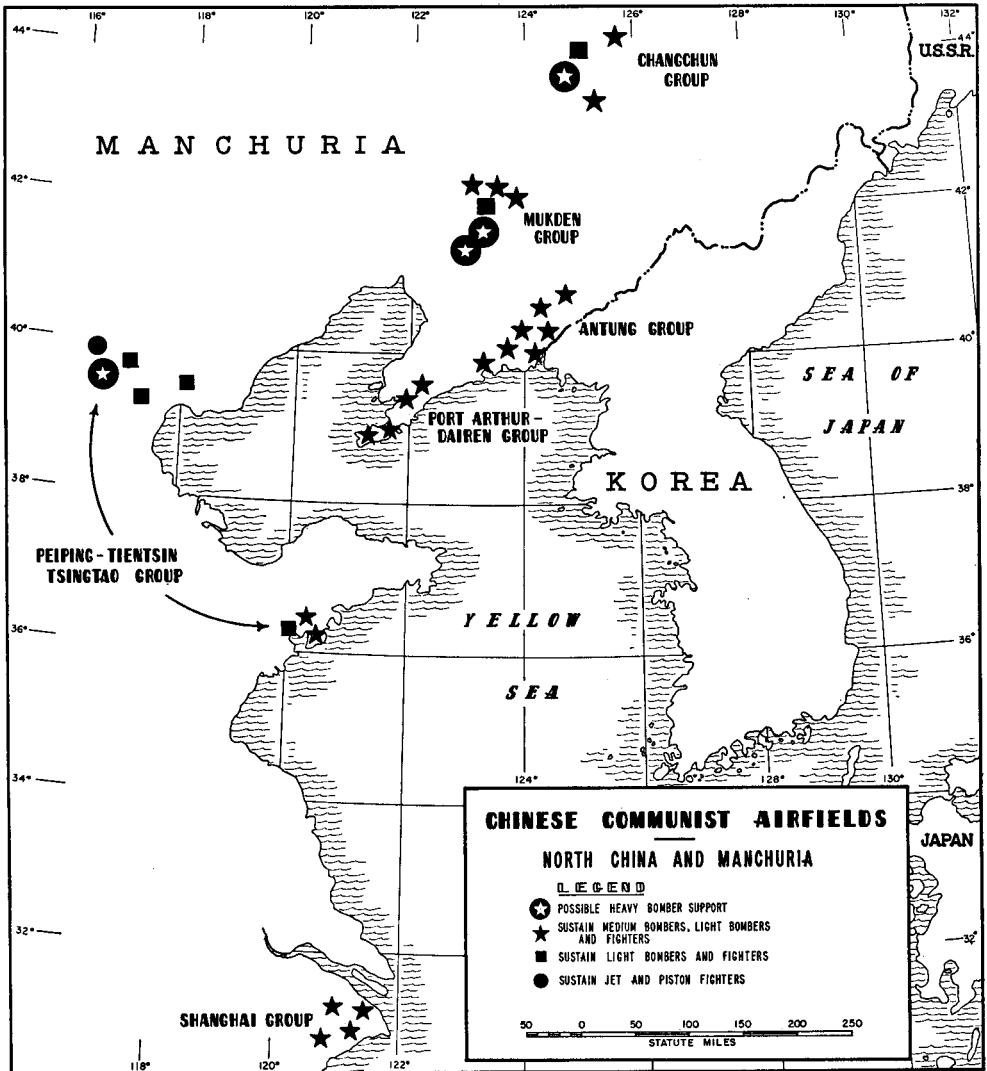 116°
118°
120°
122°
124°
126°
128°
130°
132°
44°
44°
U.S.S.R.
CHANGCHUN
GROUP
MANCHURIA
42°
42°
MUKDEN
GROUP
40°
ANTUNG GROUP
40°
SEA OF
JAPAN
PORT ARTHUR-
DAIREN GROUP
38°
KOREA
38°
PEIPING-TIENTSIN
TSINGTAO GROUP
36°
YELLOW
SEA
36°
34°
124°
126°
128°
130°
CHINESE COMMUNIST AIRFIELDS
NORTH CHINA AND MANCHURIA
LEGEND
POSSIBLE HEAVY BOMBER SUPPORT
SUSTAIN MEDIUM BOMBERS, LIGHT BOMBERS
AND FIGHTERS
SUSTAIN LIGHT BOMBERS AND FIGHTERS
SUSTAIN JET AND PISTON FIGHTERS
50 0 50 100 150 200 250
STATUTE MILES
JAPAN
32°
32°
SHANGHAI GROUP
118°
120°
122°